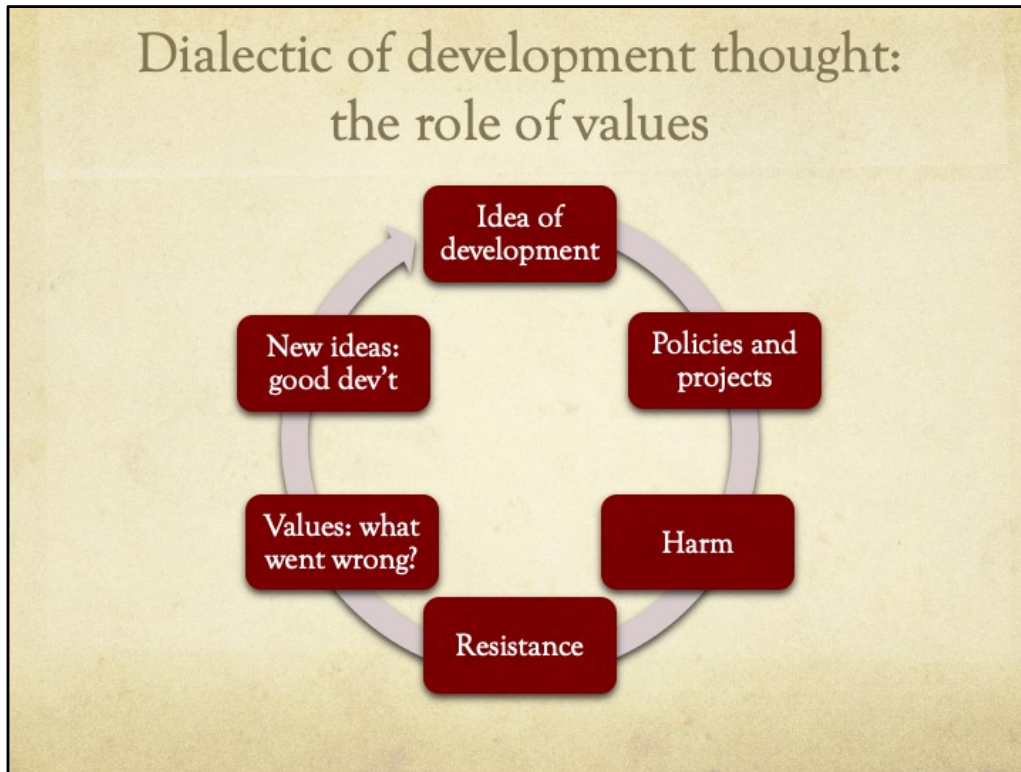 Dialectic of development thought:
the role of values
Idea of
development
Policies and
projects
Harm
Resistance
Values: what
went wrong?
New ideas:
good dev’t